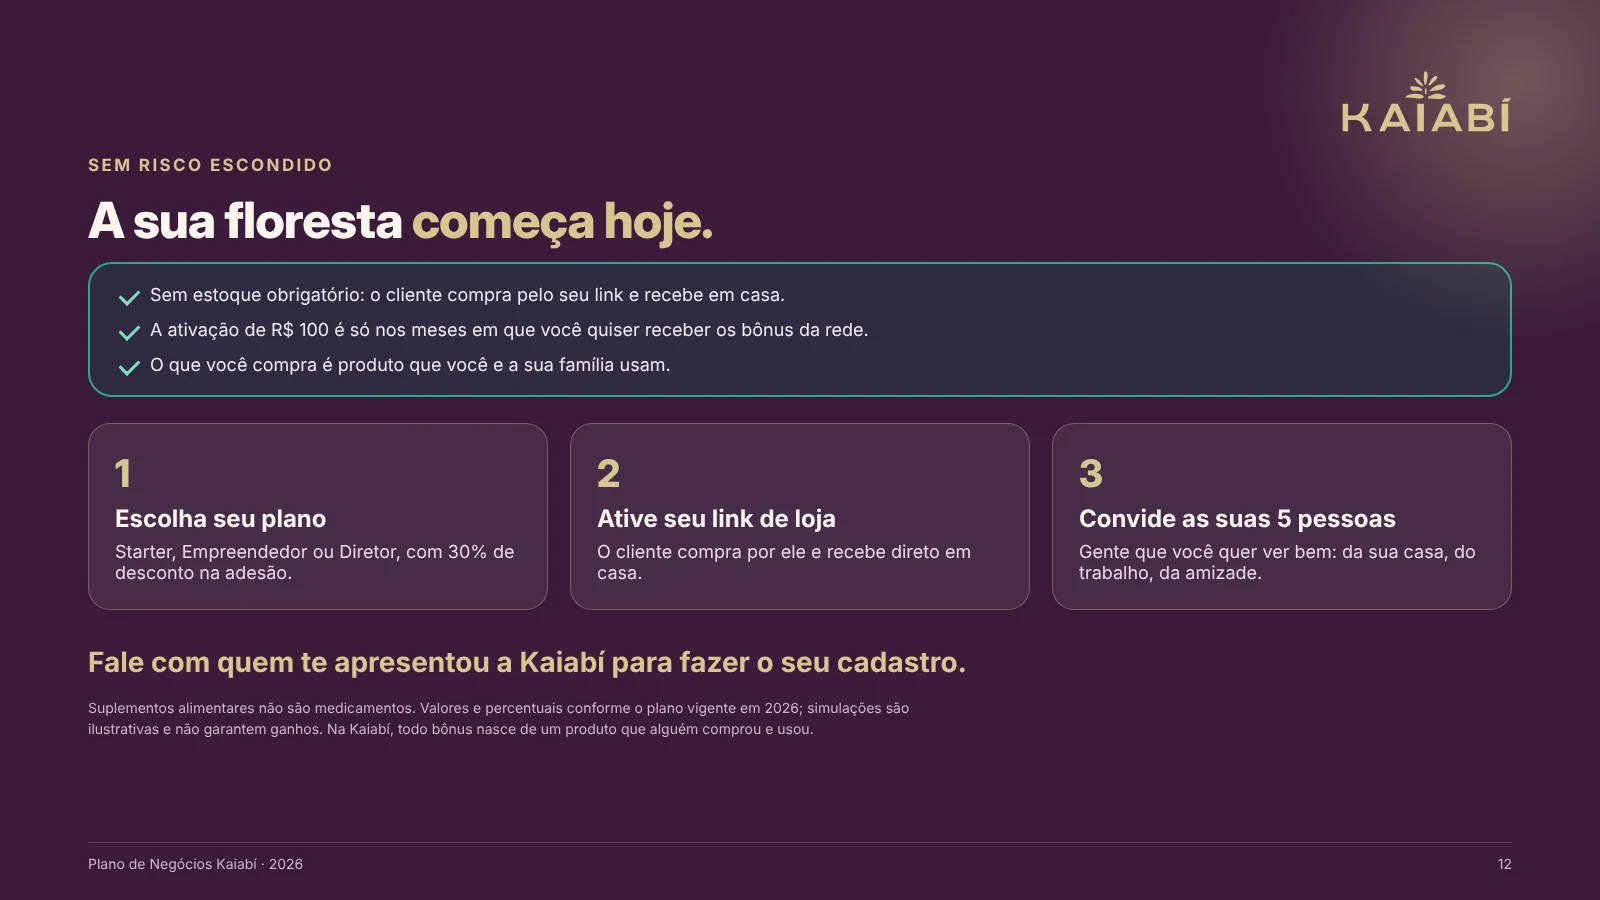 KAIABÍ
SEM RISCO ESCONDIDO
A sua floresta começa hoje.
Sem estoque obrigatório: o cliente compra pelo seu link e recebe em casa.
A ativação de R$ 100 é só nos meses em que você quiser receber os bônus da rede.
O que você compra é produto que você e a sua família usam.
1
Escolha seu plano
Starter, Empreendedor ou Diretor, com 30% de
desconto na adesão.
2
Ative seu link de loja
O cliente compra por ele e recebe direto em
casa.
3
Convide as suas 5 pessoas
Gente que você quer ver bem: da sua casa, do
trabalho, da amizade.
Fale com quem te apresentou a Kaiabí para fazer o seu cadastro.
Suplementos alimentares não são medicamentos. Valores e percentuais conforme o plano vigente em 2026; simulações são
ilustrativas e não garantem ganhos. Na Kaiabí, todo bônus nasce de um produto que alguém comprou e usou.
Plano de Negócios Kaiabí · 2026
12